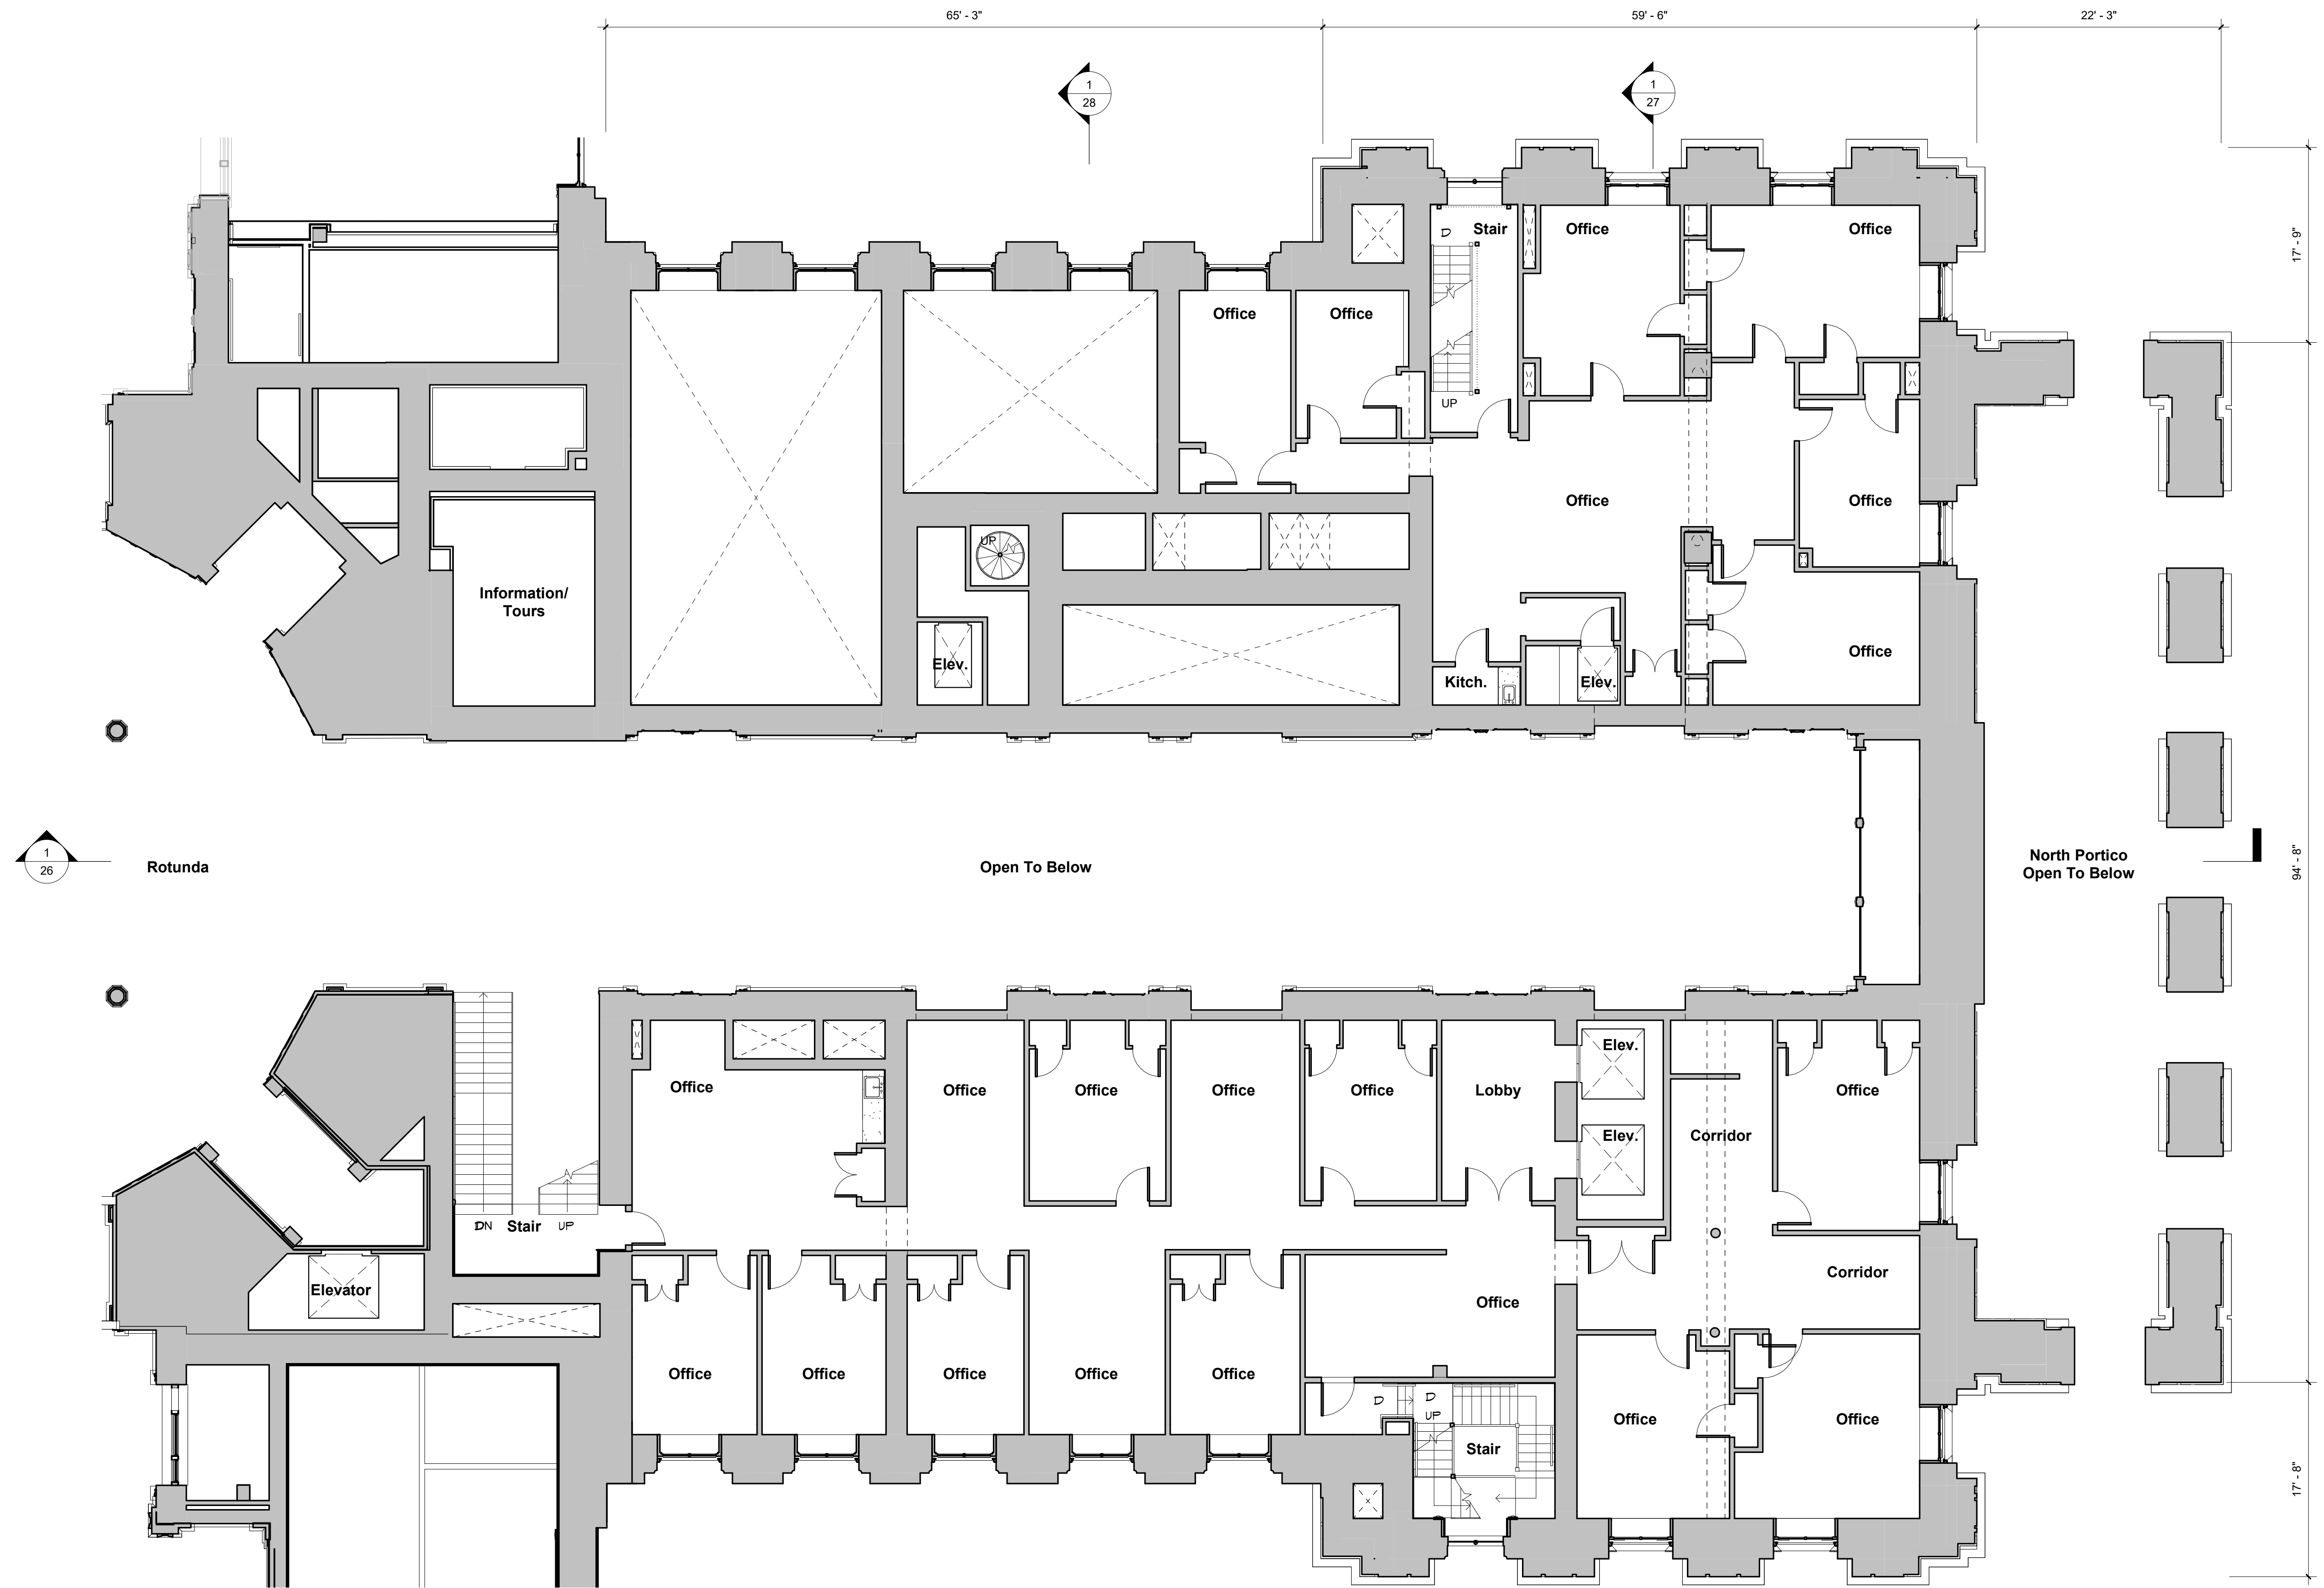 65' - 3"
59' - 6"
22' - 3"
1
28
1
27
17' - 9"
D
Stair
Office
Office
Office
Office
UP
Office
Office
UP
Information/
Tours
Elev.
Kitch.
Elev.
Office
1
26
Rotunda
Open To Below
North Portico
Open To Below
94' - 8"
Elev.
Office
Office
Office
Office
Office
Lobby
Office
Elev.
Corridor
DN
Stair
UP
Corridor
Elevator
Office
Office
Office
Office
Office
Office
D
D
UP
Office
Office
Stair
17' - 8"